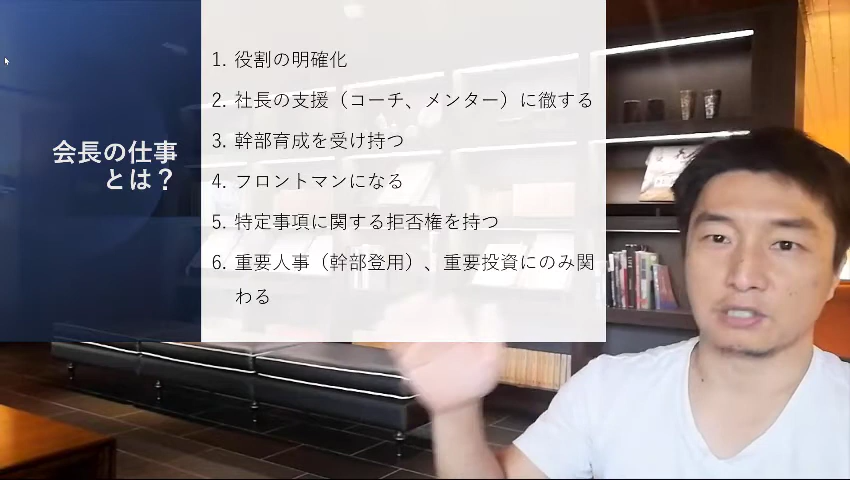 会長の仕事
とは？
1. 役割の明確化
2. 社長の支援（コーチ、メンター）に徹する
3. 幹部育成を受け持つ
4. フロントマンになる
5. 特定事項に関する拒否権を持つ
6. 重要人事（幹部登用）、重要投資にのみ関
わる